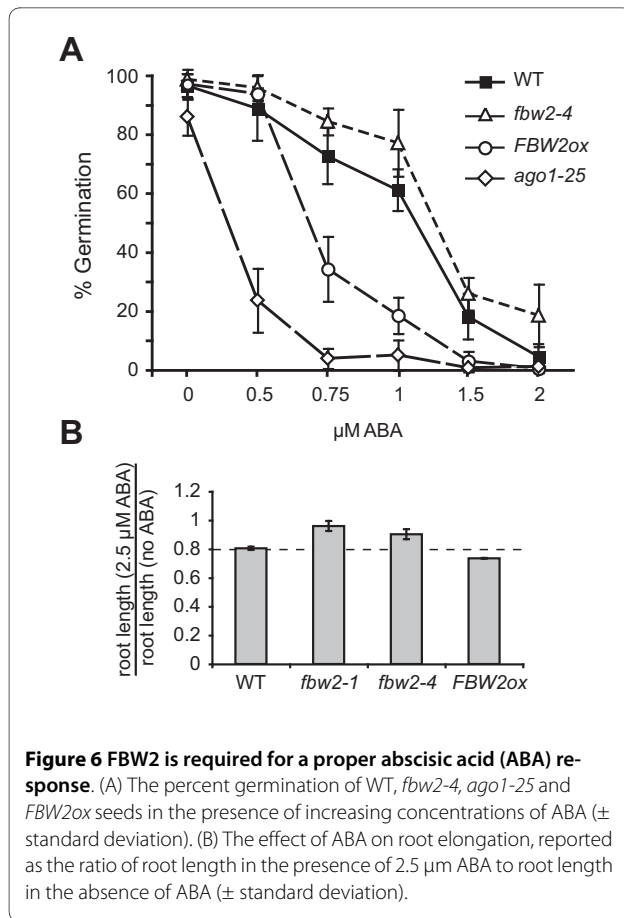 A
100
80
60
40
20
0
% Germination
WT
fbw2-4
FBW2ox
ago1-25
0 0.5 0.75 1 1.5 2
µM ABA
B
root length (2.5 µM ABA)
root length (no ABA)
1.2
1
0.8
0.6
0.4
0.2
0
WT fbw2-1 fbw2-4 FBW2ox
Figure 6 FBW2 is required for a proper abscisic acid (ABA) re-
sponse. (A) The percent germination of WT, fbw2-4, ago1-25 and
FBW2ox seeds in the presence of increasing concentrations of ABA (±
standard deviation). (B) The effect of ABA on root elongation, reported
as the ratio of root length in the presence of 2.5 µm ABA to root length
in the absence of ABA (± standard deviation).